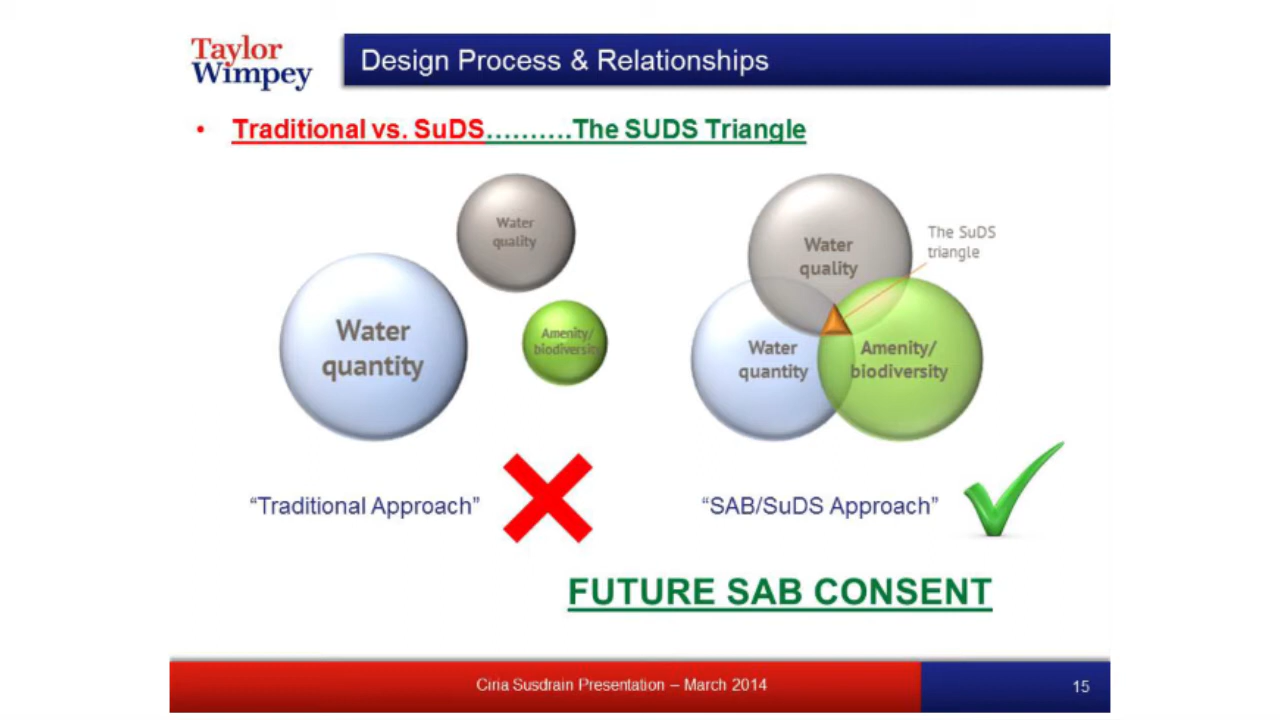 Taylor
Wimpey
Design Process & Relationships
• Traditional vs. SuDS..........The SUDS Triangle
Water
quality
Water
quantity
Amenity/
biodiversity
Water
quality
The SuDS
triangle
Water
quantity
Amenity/
biodiversity
“Traditional Approach”
“SAB/SuDS Approach”
FUTURE SAB CONSENT
Ciria Susdrain Presentation – March 2014
15